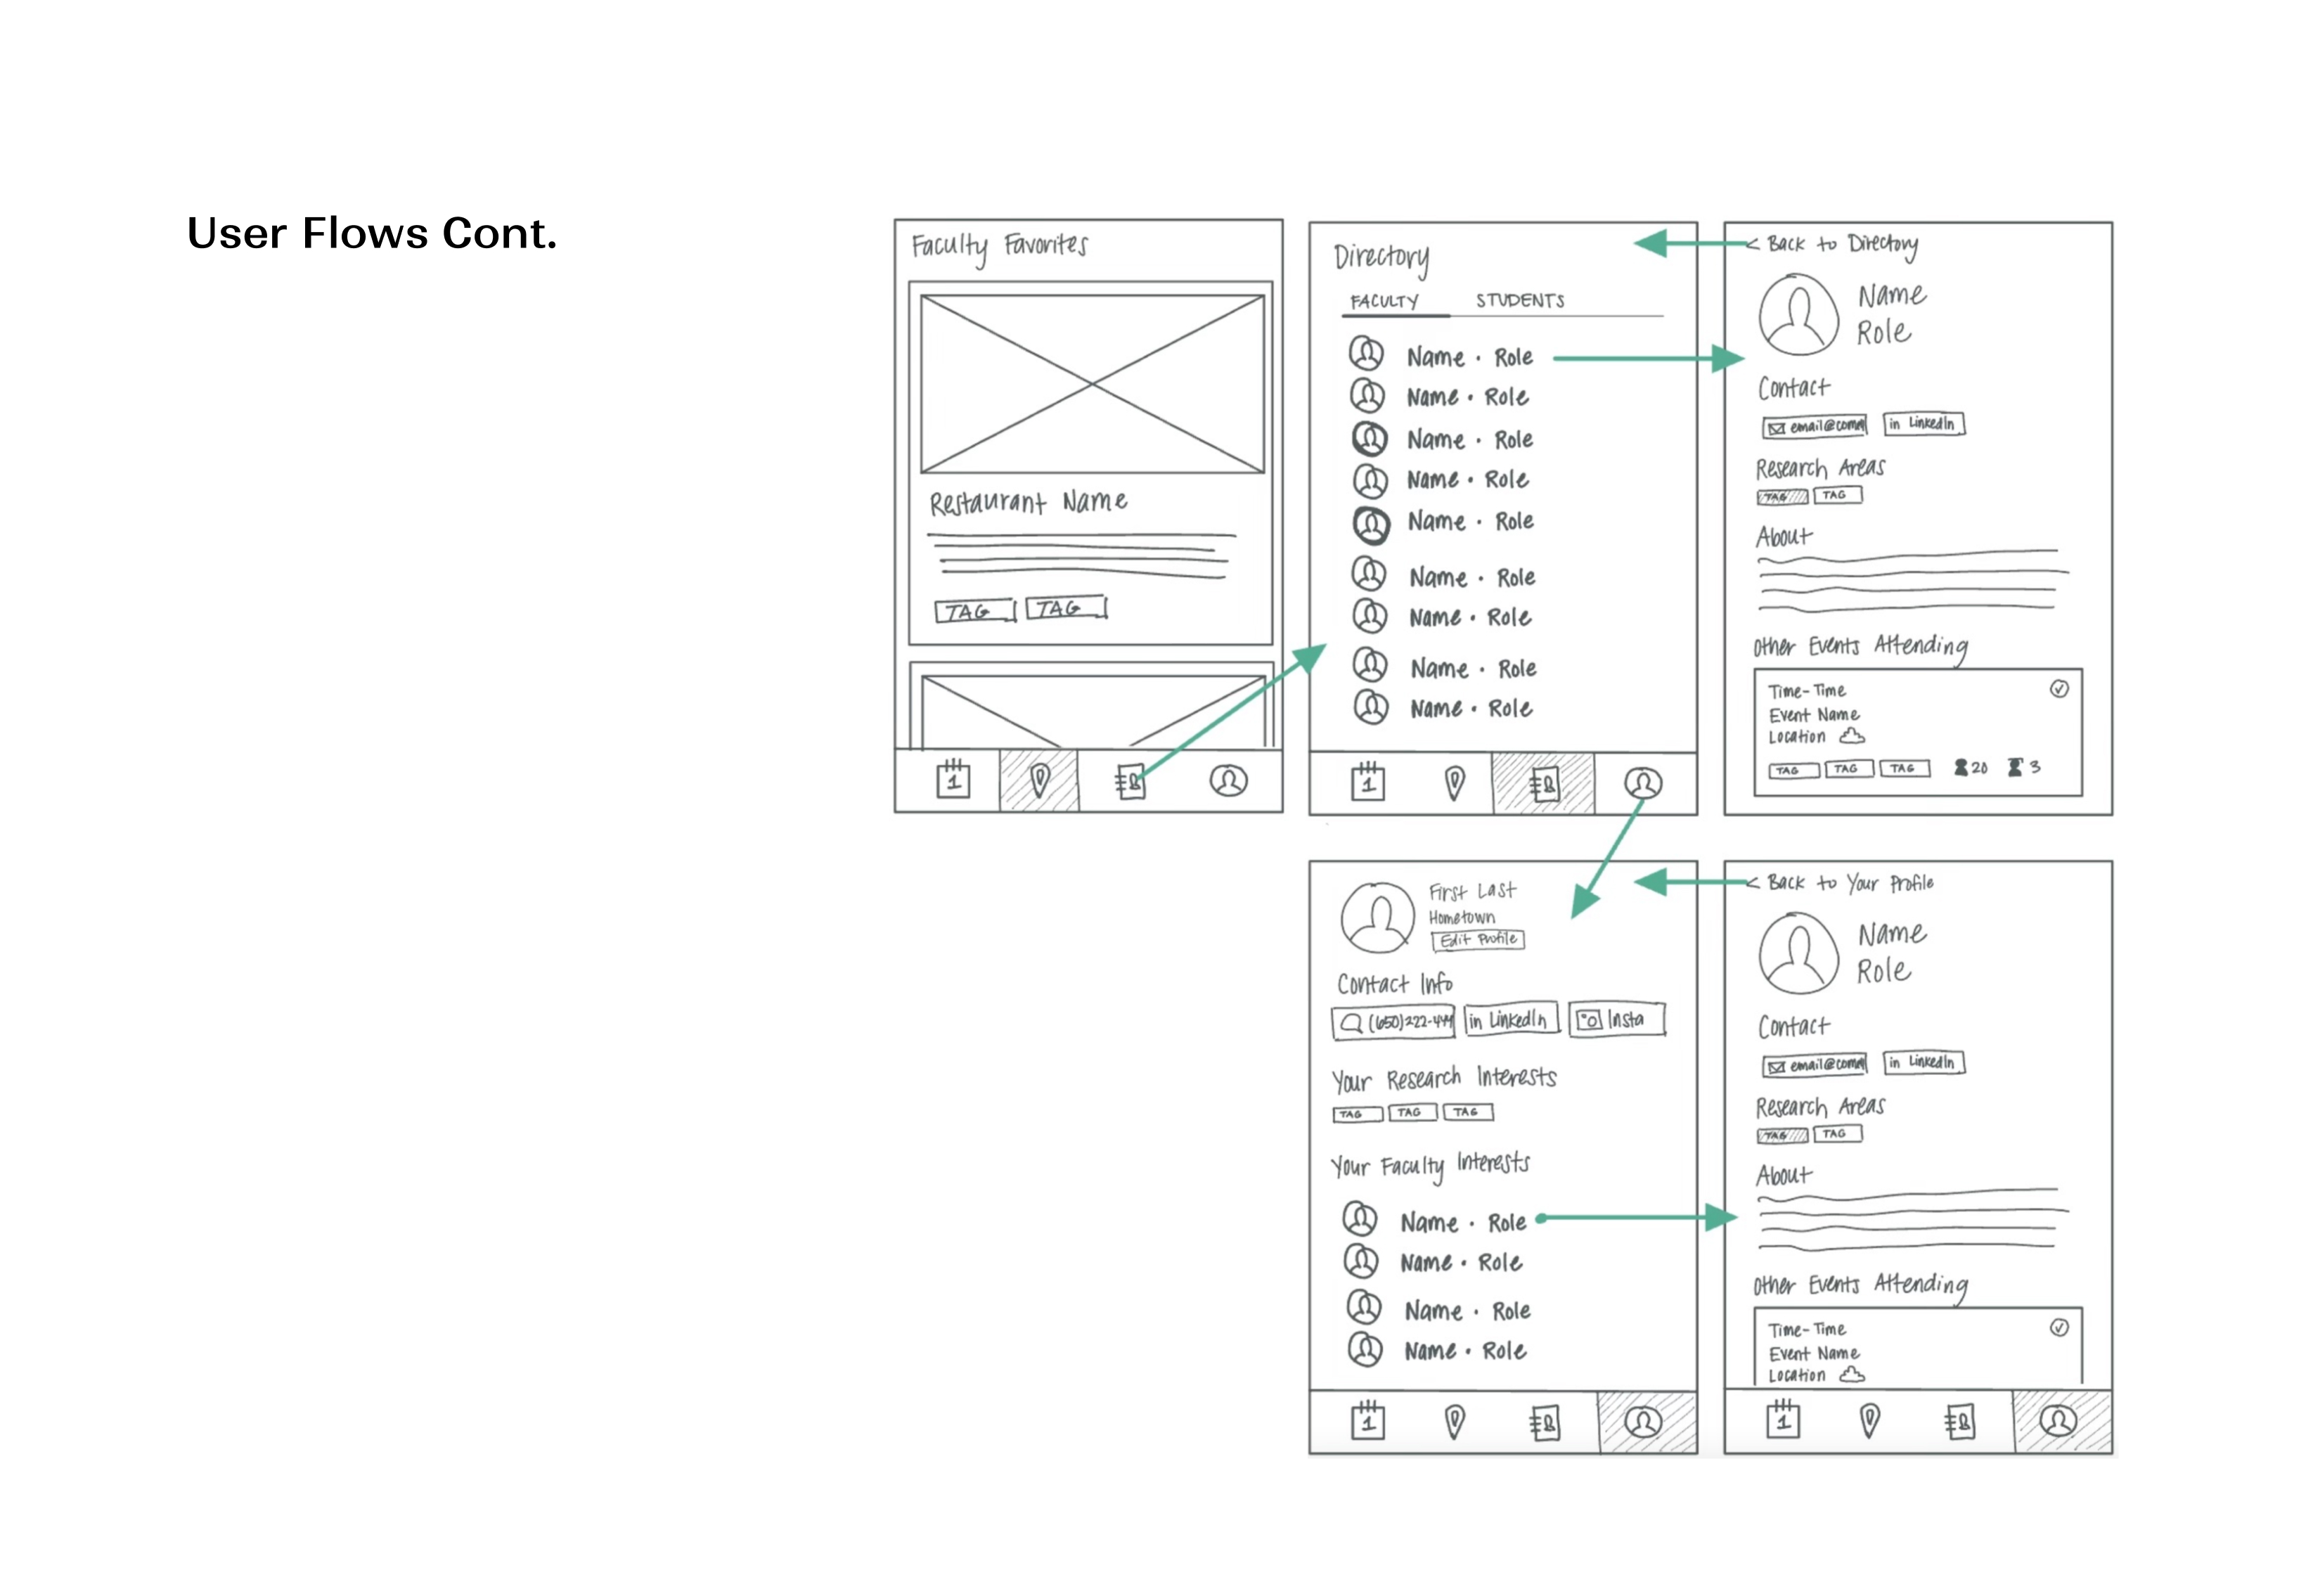 User Flows Cont.
Faculty Favorites
Restaurant Name
TAG TAG
1
Directory
FACULTY STUDENTS
Name · Role
Name · Role
Name · Role
Name · Role
Name · Role
Name · Role
Name · Role
Name · Role
Name · Role
1
< Back to Directory
Name
Role
Contact
email@comm in LinkedIn
Research Areas
TAG TAG
About
Other Events Attending
Time-Time
Event Name
Location
TAG TAG TAG 20 3
First Last
Hometown
Edit Profile
Contact Info
(650)222-444 in LinkedIn Insta
Your Research Interests
TAG TAG TAG
Your Faculty Interests
Name · Role
Name · Role
Name · Role
Name · Role
1
< Back to Your Profile
Name
Role
Contact
email@comm in LinkedIn
Research Areas
TAG TAG
About
Other Events Attending
Time-Time
Event Name
Location
1